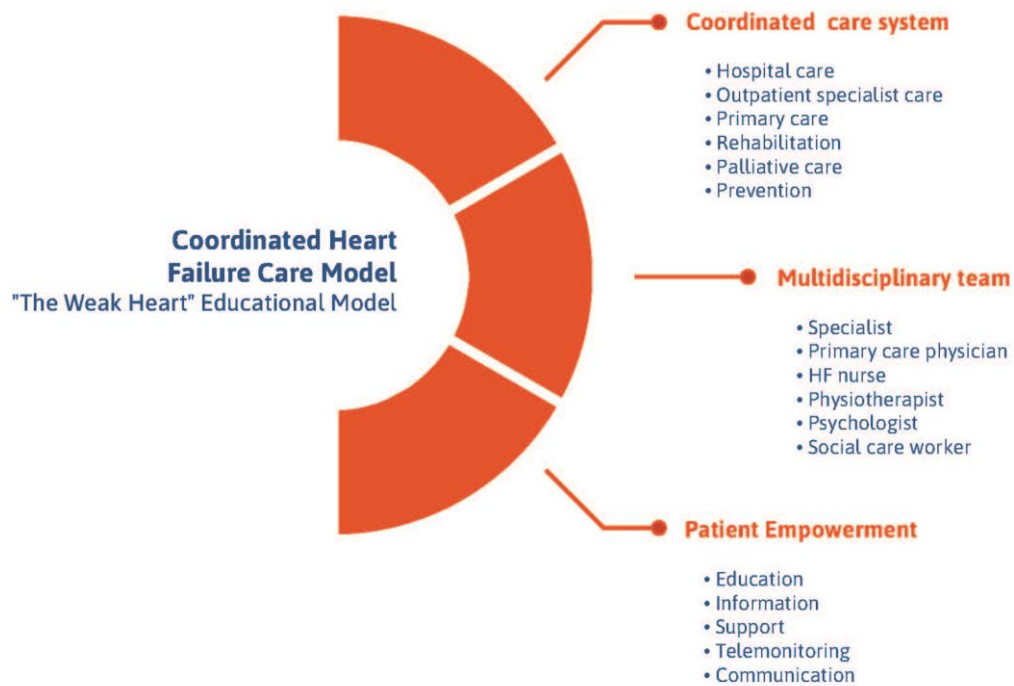 Coordinated Heart
Failure Care Model
"The Weak Heart" Educational Model
Coordinated care system
• Hospital care
• Outpatient specialist care
• Primary care
• Rehabilitation
• Palliative care
• Prevention
Multidisciplinary team
• Specialist
• Primary care physician
• HF nurse
• Physiotherapist
• Psychologist
• Social care worker
Patient Empowerment
• Education
• Information
• Support
• Telemonitoring
• Communication